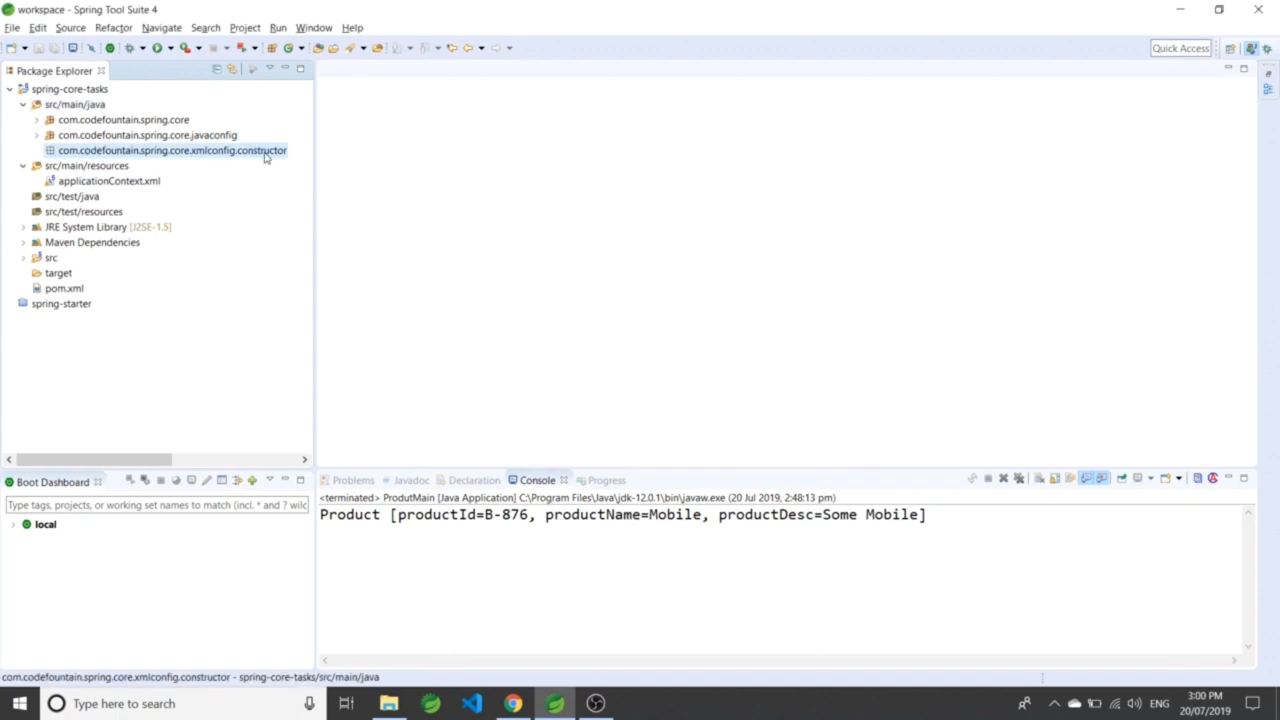 workspace - Spring Tool Suite 4
File Edit Source Refactor Navigate Search Project Run Window Help
Quick Access
Package Explorer
spring-core-tasks
src/main/java
com.codefountain.spring.core
com.codefountain.spring.core.javaconfig
com.codefountain.spring.core.xmlconfig.constructor
src/main/resources
applicationContext.xml
src/test/java
src/test/resources
JRE System Library [J2SE-1.5]
Maven Dependencies
src
target
pom.xml
spring-starter
Boot Dashboard
Type tags, projects, or working set names to match (incl. * and ? wilc
local
Problems Javadoc Declaration Console Progress
<terminated> ProdutMain [Java Application] C:\Program Files\Java\jdk-12.0.1\bin\javaw.exe (20 Jul 2019, 2:48:13 pm)
Product [productId=B-876, productName=Mobile, productDesc=Some Mobile]
com.codefountain.spring.core.xmlconfig.constructor - spring-core-tasks/src/main/java
Type here to search
ENG
3:00 PM
20/07/2019